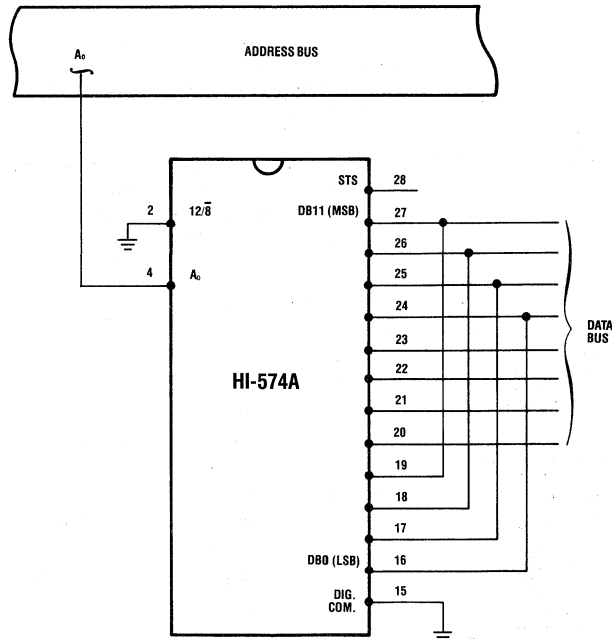 A₀
ADDRESS BUS
STS 28
2 12/8̅
DB11 (MSB) 27
26
4 A₀
25
24
DATA
BUS
23
22
HI-574A
21
20
19
18
17
DB0 (LSB) 16
DIG.
COM.
15